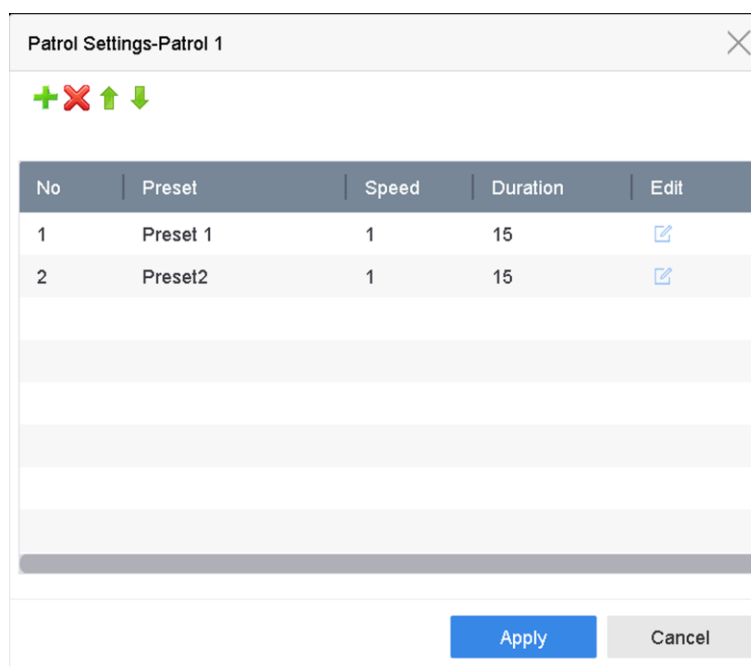 Patrol Settings-Patrol 1
No Preset Speed Duration Edit
1 Preset 1 1 15
2 Preset2 1 15
Apply Cancel